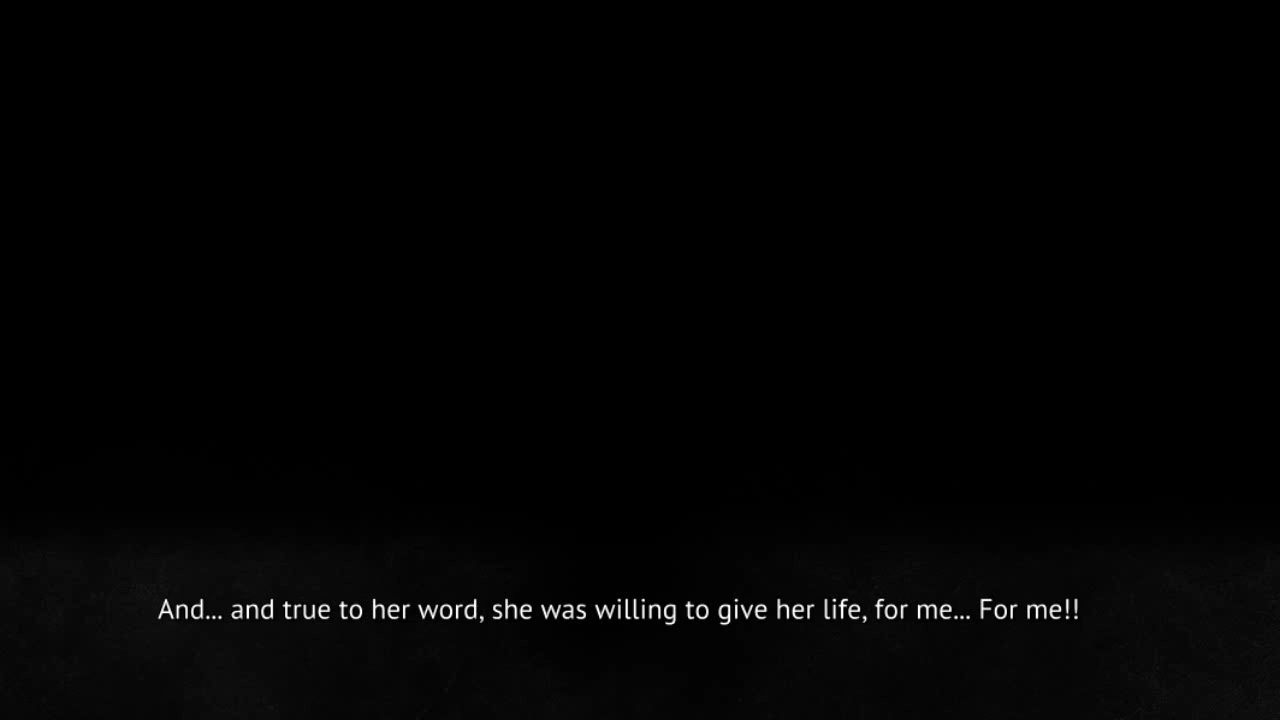 And... and true to her word, she was willing to give her life, for me... For me!!